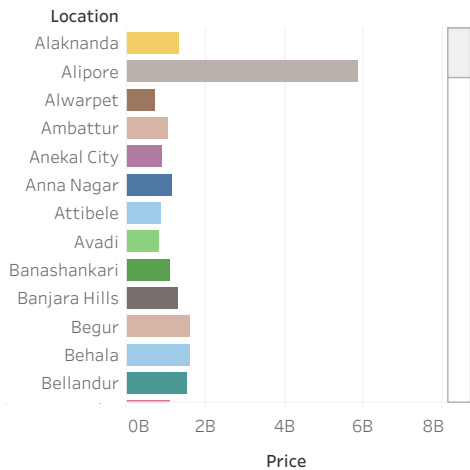 Location
Alaknanda
Alipore
Alwarpet
Ambattur
Anekal City
Anna Nagar
Attibele
Avadi
Banashankari
Banjara Hills
Begur
Behala
Bellandur
0B 2B 4B 6B 8B
Price